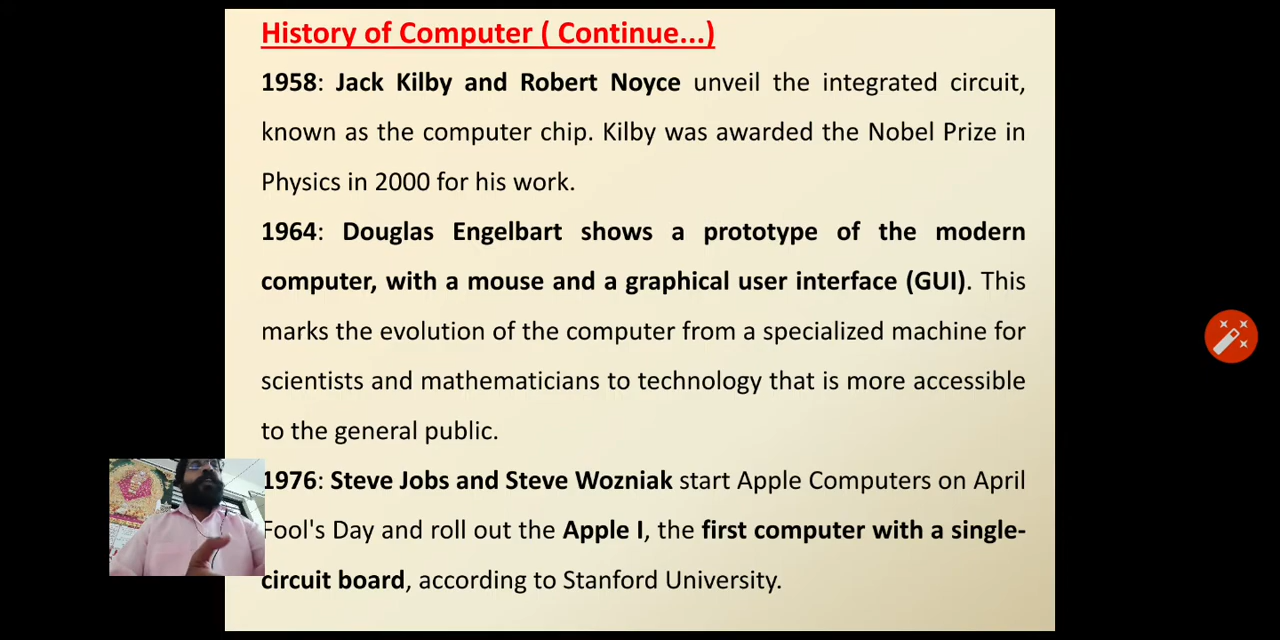 History of Computer ( Continue...)
1958: Jack Kilby and Robert Noyce unveil the integrated circuit,
known as the computer chip. Kilby was awarded the Nobel Prize in
Physics in 2000 for his work.
1964: Douglas Engelbart shows a prototype of the modern
computer, with a mouse and a graphical user interface (GUI). This
marks the evolution of the computer from a specialized machine for
scientists and mathematicians to technology that is more accessible
to the general public.
1976: Steve Jobs and Steve Wozniak start Apple Computers on April
Fool's Day and roll out the Apple I, the first computer with a single-
circuit board, according to Stanford University.